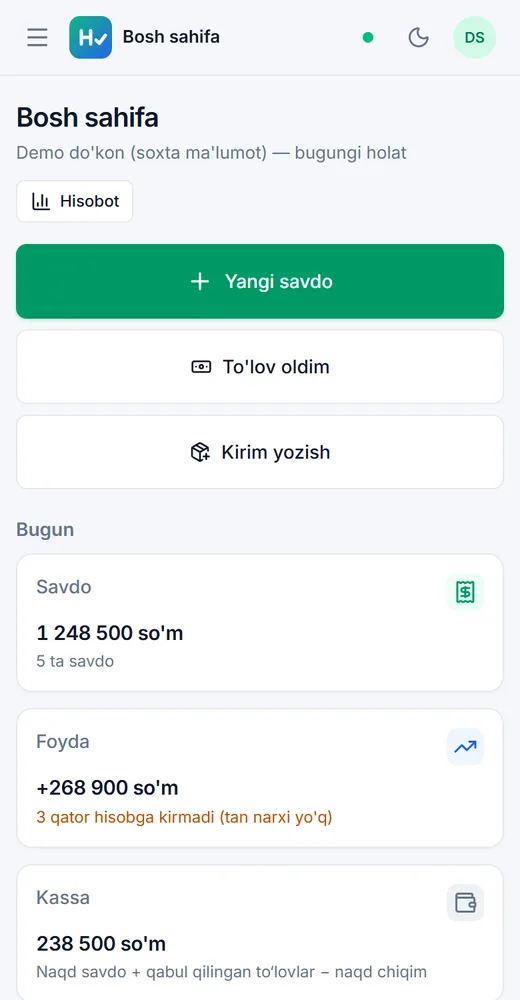 H
Bosh sahifa
DS
Bosh sahifa
Demo do'kon (soxta ma'lumot) — bugungi holat
Hisobot
Yangi savdo
To'lov oldim
Kirim yozish
Bugun
Savdo
1 248 500 so'm
5 ta savdo
Foyda
+268 900 so'm
3 qator hisobga kirmadi (tan narxi yo'q)
Kassa
238 500 so'm
Naqd savdo + qabul qilingan to‘lovlar − naqd chiqim